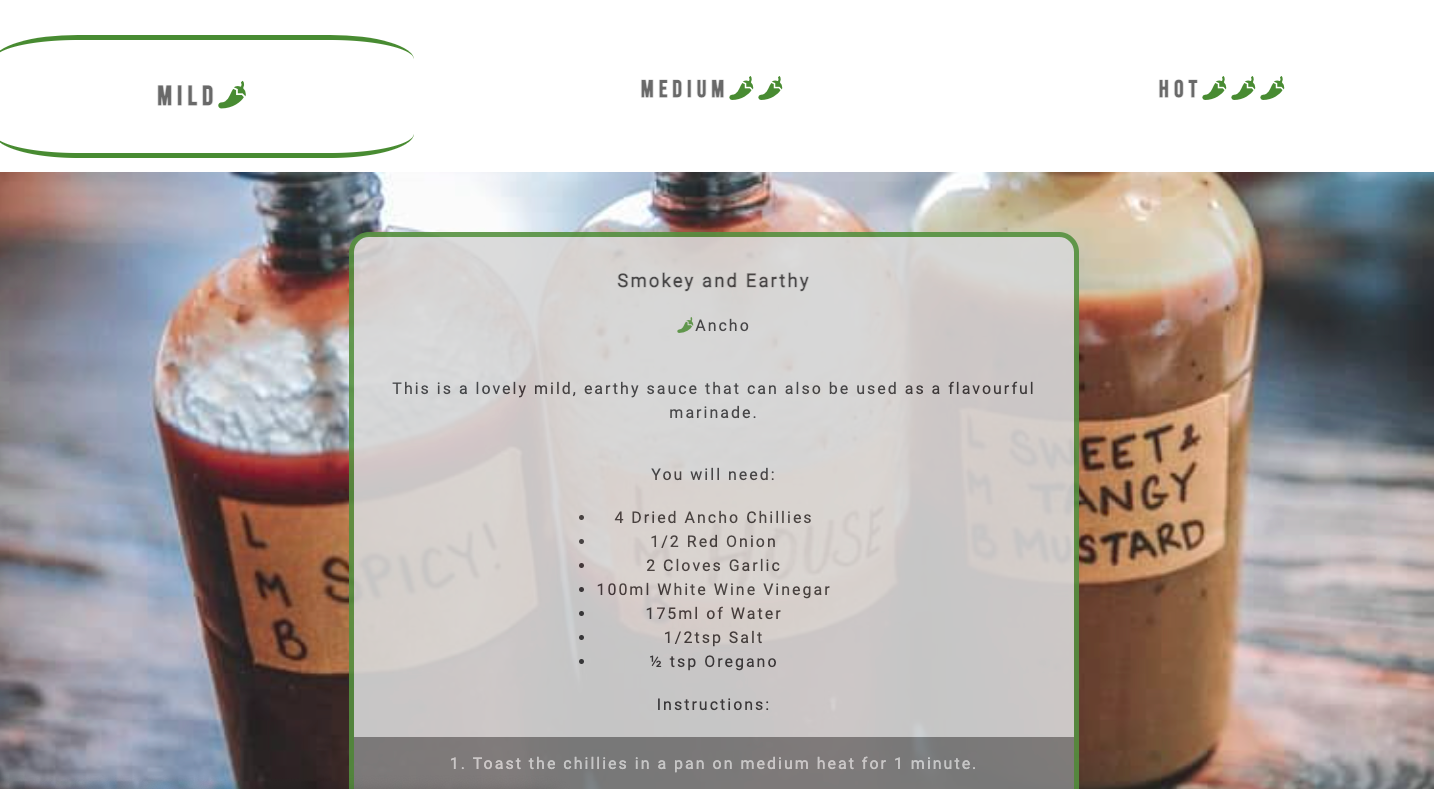 MILD
MEDIUM
HOT
Smokey and Earthy
Ancho
This is a lovely mild, earthy sauce that can also be used as a flavourful
marinade.
You will need:
• 4 Dried Ancho Chillies
• 1/2 Red Onion
• 2 Cloves Garlic
• 100ml White Wine Vinegar
• 175ml of Water
• 1/2tsp Salt
• ½ tsp Oregano
Instructions:
1. Toast the chillies in a pan on medium heat for 1 minute.
L
M
B
SPICY!
HOUSE
L
M
B
SWEET &
TANGY
MUSTARD